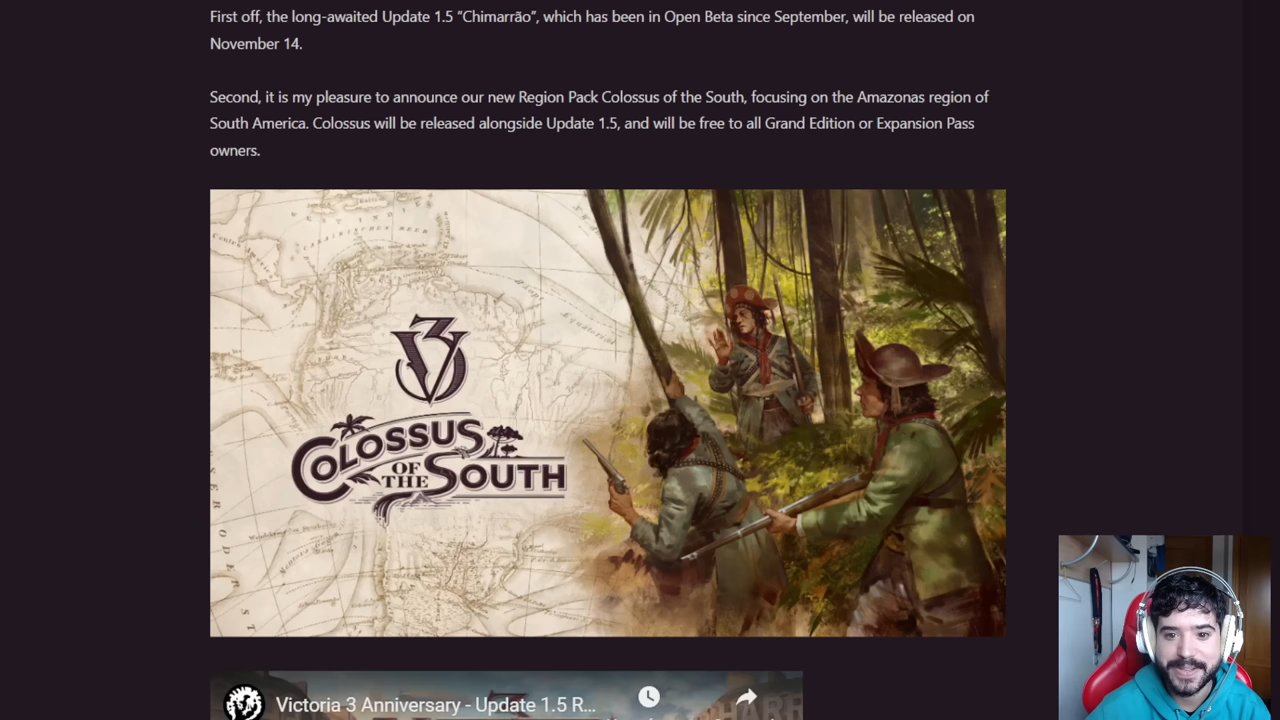 First off, the long-awaited Update 1.5 “Chimarrão”, which has been in Open Beta since September, will be released on
November 14.
Second, it is my pleasure to announce our new Region Pack Colossus of the South, focusing on the Amazonas region of
South America. Colossus will be released alongside Update 1.5, and will be free to all Grand Edition or Expansion Pass
owners.
V3
COLOSSUS
OF
THE SOUTH
Victoria 3 Anniversary - Update 1.5 R...